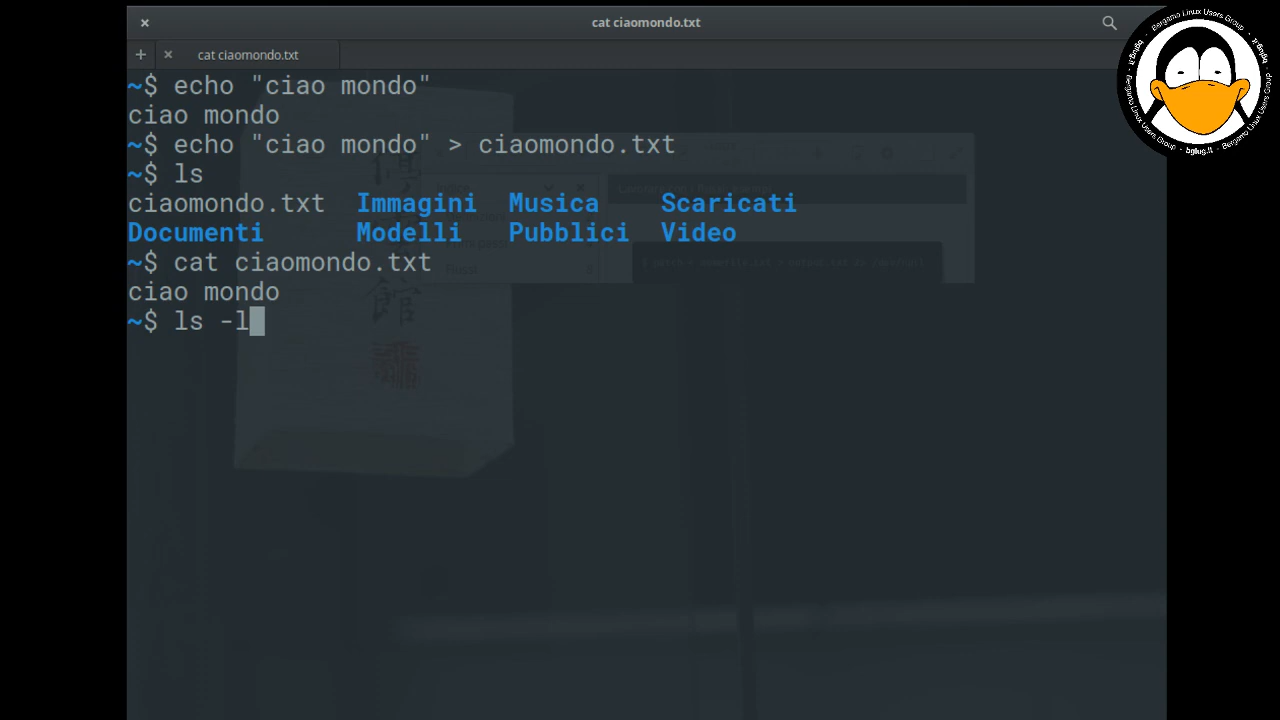 cat ciaomondo.txt
cat ciaomondo.txt
~$ echo "ciao mondo"
ciao mondo
~$ echo "ciao mondo" > ciaomondo.txt
~$ ls
ciaomondo.txt Immagini Musica Scaricati
Documenti Modelli Pubblici Video
~$ cat ciaomondo.txt
ciao mondo
~$ ls -l
Bergamo Linux Users Group
bglug.it